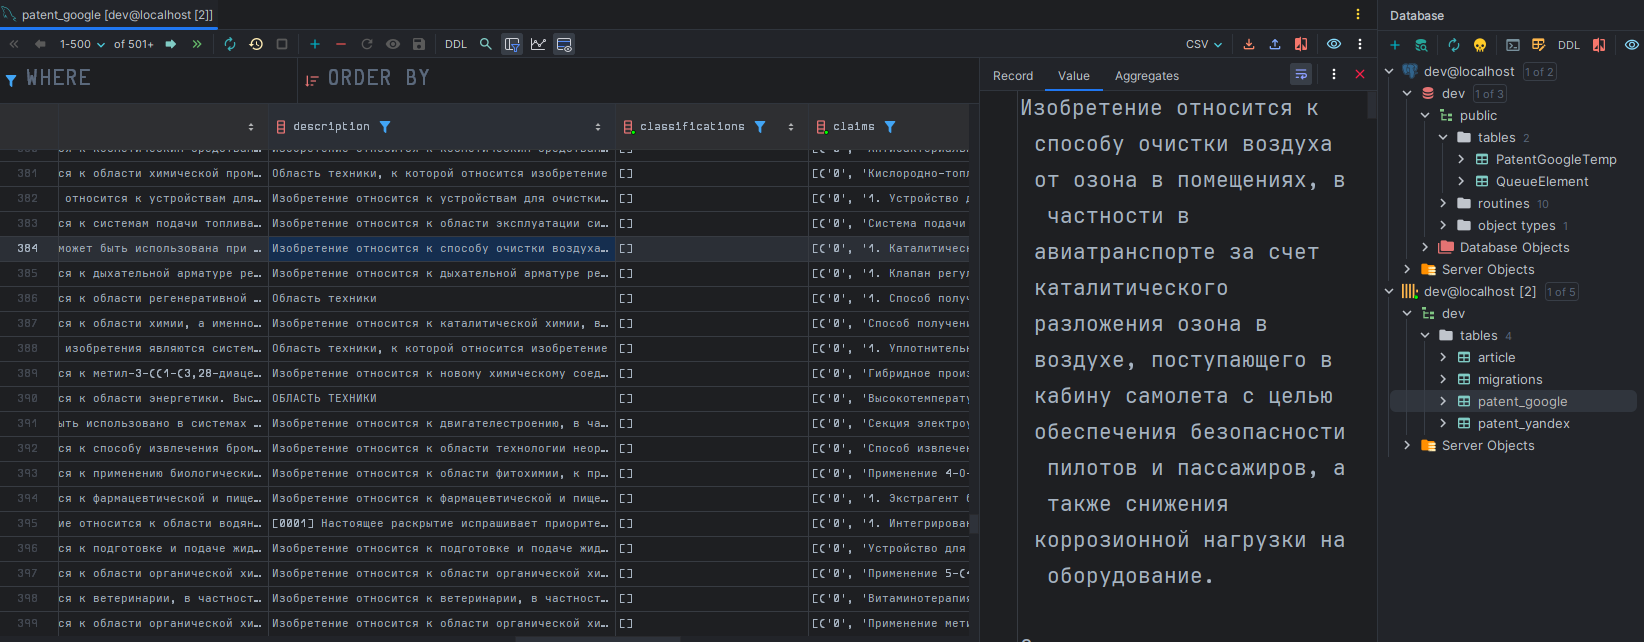 patent_google [dev@localhost [2]]
1-500 of 501+ DDL CSV
WHERE ORDER BY
description classifications claims
381 ся к области химической пром… Область техники, к которой относится изобретение [] [('0', 'Кислородно-топл
382 относится к устройствам для… Изобретение относится к устройствам для очистки… [] [('0', '1. Устройство д
383 ся к системам подачи топлива… Изобретение относится к области эксплуатации си… [] [('0', 'Система подачи
384 может быть использована при … Изобретение относится к способу очистки воздуха… [] [('0', '1. Каталитическ
385 ся к дыхательной арматуре ре… Изобретение относится к дыхательной арматуре ре… [] [('0', '1. Клапан регул
386 ся к области регенеративной … Область техники [] [('0', '1. Способ получ
387 ся к области химии, а именно… Изобретение относится к каталитической химии, в… [] [('0', 'Способ получени
388 изобретения являются систем… Область техники, к которой относится изобретение [] [('0', '1. Уплотнительн
389 ся к метил-3-((1-(3,28-диаце… Изобретение относится к новому химическому соед… [] [('0', 'Гибридное произ
390 ся к области энергетики. Выс… ОБЛАСТЬ ТЕХНИКИ [] [('0', 'Высокотемперату
391 ыть использовано в системах … Изобретение относится к двигателестроению, в ча… [] [('0', 'Секция электроу
392 ся к способу извлечения бром… Изобретение относится к области технологии неор… [] [('0', 'Способ извлечен
393 ся к применению биологически… Изобретение относится к области фитохимии, к пр… [] [('0', 'Применение 4-О-
394 ся к фармацевтической и пище… Изобретение относится к фармацевтической и пище… [] [('0', '1. Экстрагент б
395 ие относится к области водян… [0001] Настоящее раскрытие испрашивает приорите… [] [('0', '1. Интегрирован
396 ся к подготовке и подаче жид… Изобретение относится к подготовке и подаче жид… [] [('0', 'Устройство для
397 ся к области органической хи… Изобретение относится к области органической хи… [] [('0', 'Применение 5-(4
398 ся к ветеринарии, в частност… Изобретение относится к ветеринарии, в частност… [] [('0', 'Витаминотерапия
399 ся к области органической хи… Изобретение относится к области органической хи… [] [('0', 'Применение мети
Record Value Aggregates
Изобретение относится к
способу очистки воздуха
от озона в помещениях, в
частности в
авиатранспорте за счет
каталитического
разложения озона в
воздухе, поступающего в
кабину самолета с целью
обеспечения безопасности
пилотов и пассажиров, а
также снижения
коррозионной нагрузки на
оборудование.
Database
DDL
dev@localhost 1 of 2
dev 1 of 3
public
tables 2
PatentGoogleTemp
QueueElement
routines 10
object types 1
Database Objects
Server Objects
dev@localhost [2] 1 of 5
dev
tables 4
article
migrations
patent_google
patent_yandex
Server Objects